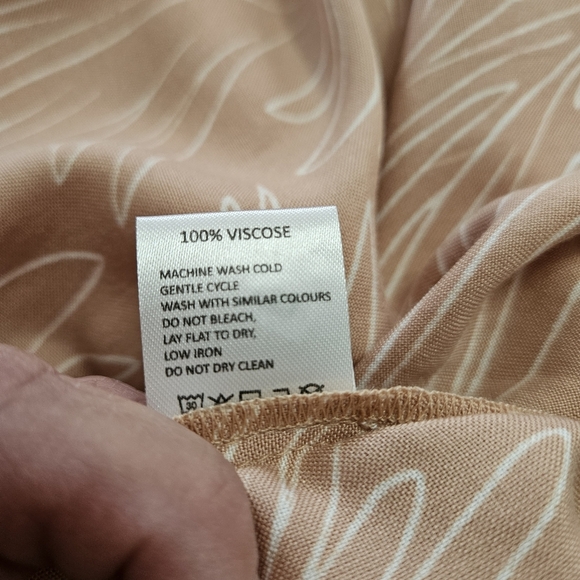 100% VISCOSE
MACHINE WASH COLD
GENTLE CYCLE
WASH WITH SIMILAR COLOURS
DO NOT BLEACH,
LAY FLAT TO DRY,
LOW IRON
DO NOT DRY CLEAN
30